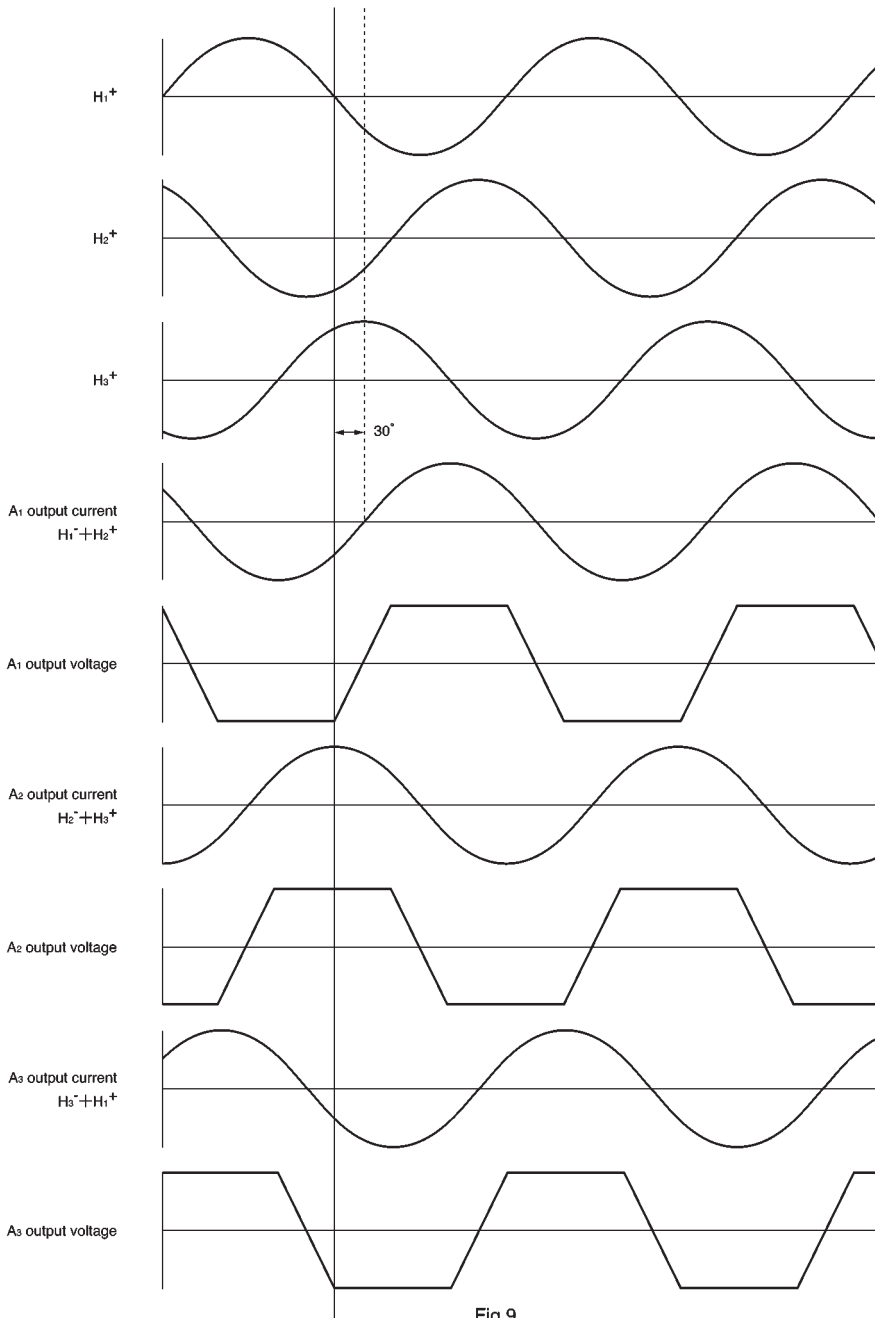 H₁⁺
H₂⁺
H₃⁺
30°
A₁ output current
H₁⁻+H₂⁺
A₁ output voltage
A₂ output current
H₂⁻+H₃⁺
A₂ output voltage
A₃ output current
H₃⁻+H₁⁺
A₃ output voltage
Fig.9